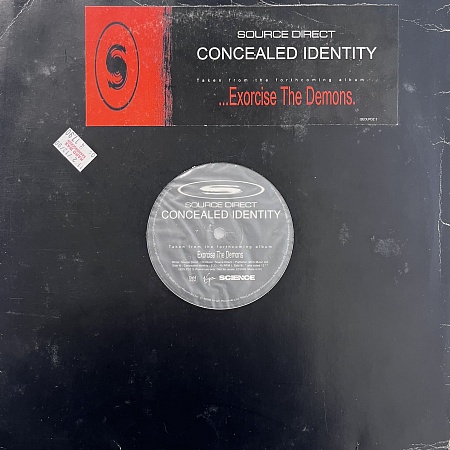 SOURCE DIRECT
CONCEALED IDENTITY
Taken from the forthcoming album...
...Exorcise The Demons.
S
SOURCE DIRECT
CONCEALED IDENTITY
Taken from the forthcoming album
Exorcise The Demons
Virgin
SCIENCE